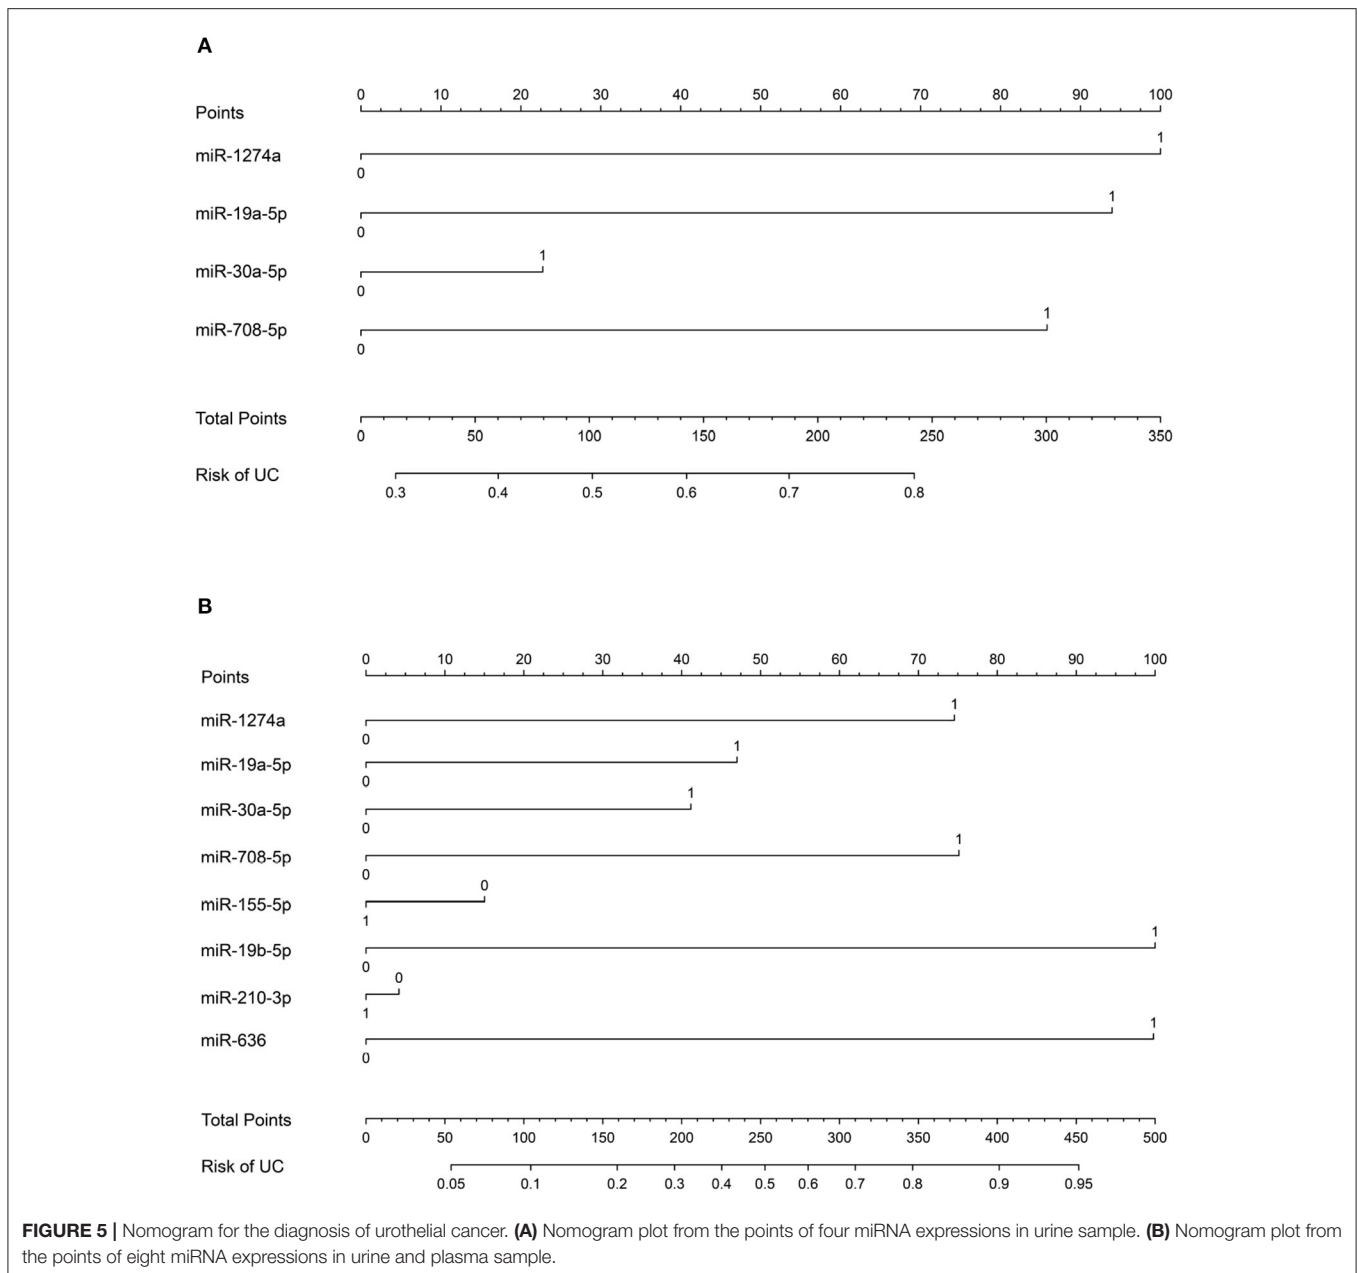 A
0 10 20 30 40 50 60 70 80 90 100
Points
1
miR-1274a
0
1
miR-19a-5p
0
1
miR-30a-5p
0
1
miR-708-5p
0
Total Points
0 50 100 150 200 250 300 350
Risk of UC
0.3 0.4 0.5 0.6 0.7 0.8
B
0 10 20 30 40 50 60 70 80 90 100
Points
1
miR-1274a
0
1
miR-19a-5p
0
1
miR-30a-5p
0
1
miR-708-5p
0
0
miR-155-5p
1
1
miR-19b-5p
0
0
miR-210-3p
1
1
miR-636
0
Total Points
0 50 100 150 200 250 300 350 400 450 500
Risk of UC
0.05 0.1 0.2 0.3 0.4 0.5 0.6 0.7 0.8 0.9 0.95
FIGURE 5 | Nomogram for the diagnosis of urothelial cancer. (A) Nomogram plot from the points of four miRNA expressions in urine sample. (B) Nomogram plot from
the points of eight miRNA expressions in urine and plasma sample.